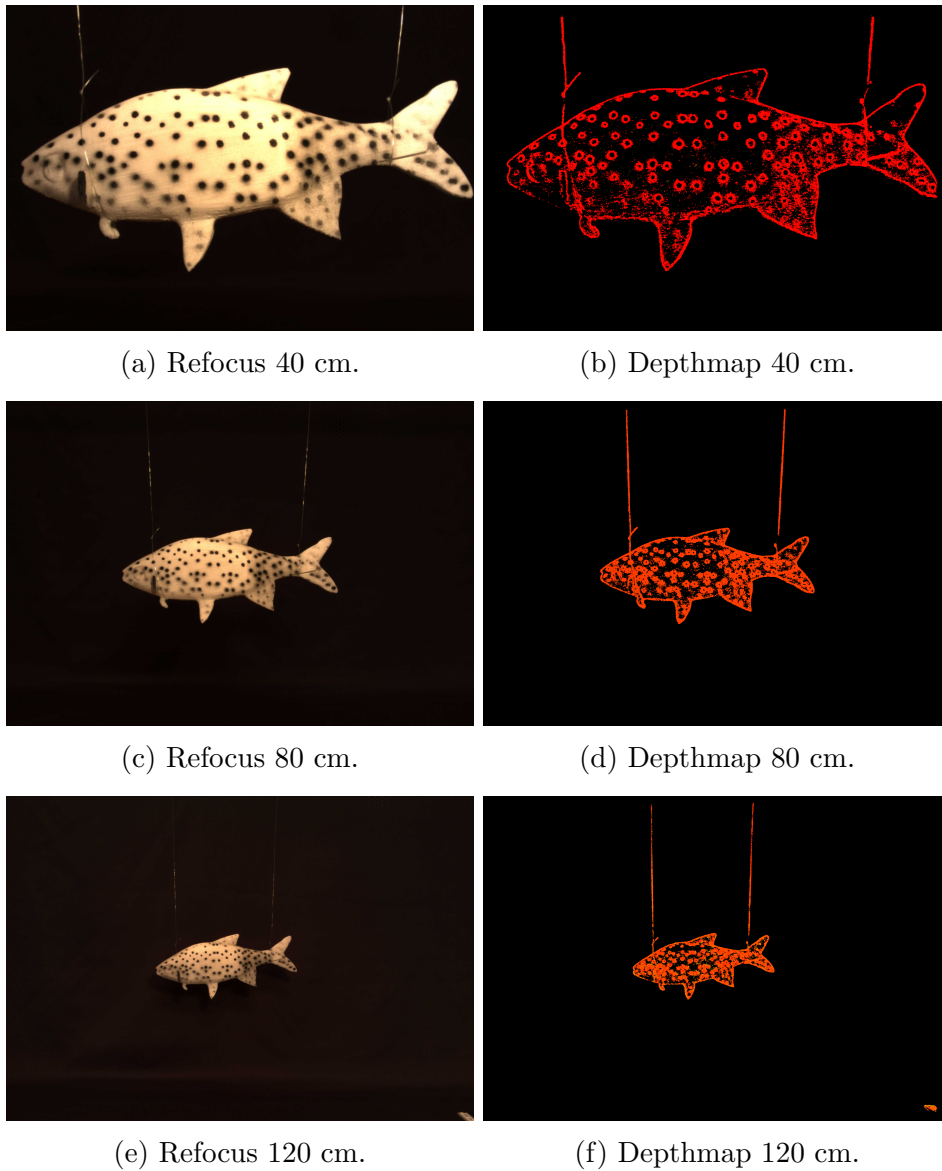 (a) Refocus 40 cm.
(b) Depthmap 40 cm.
(c) Refocus 80 cm.
(d) Depthmap 80 cm.
(e) Refocus 120 cm.
(f) Depthmap 120 cm.